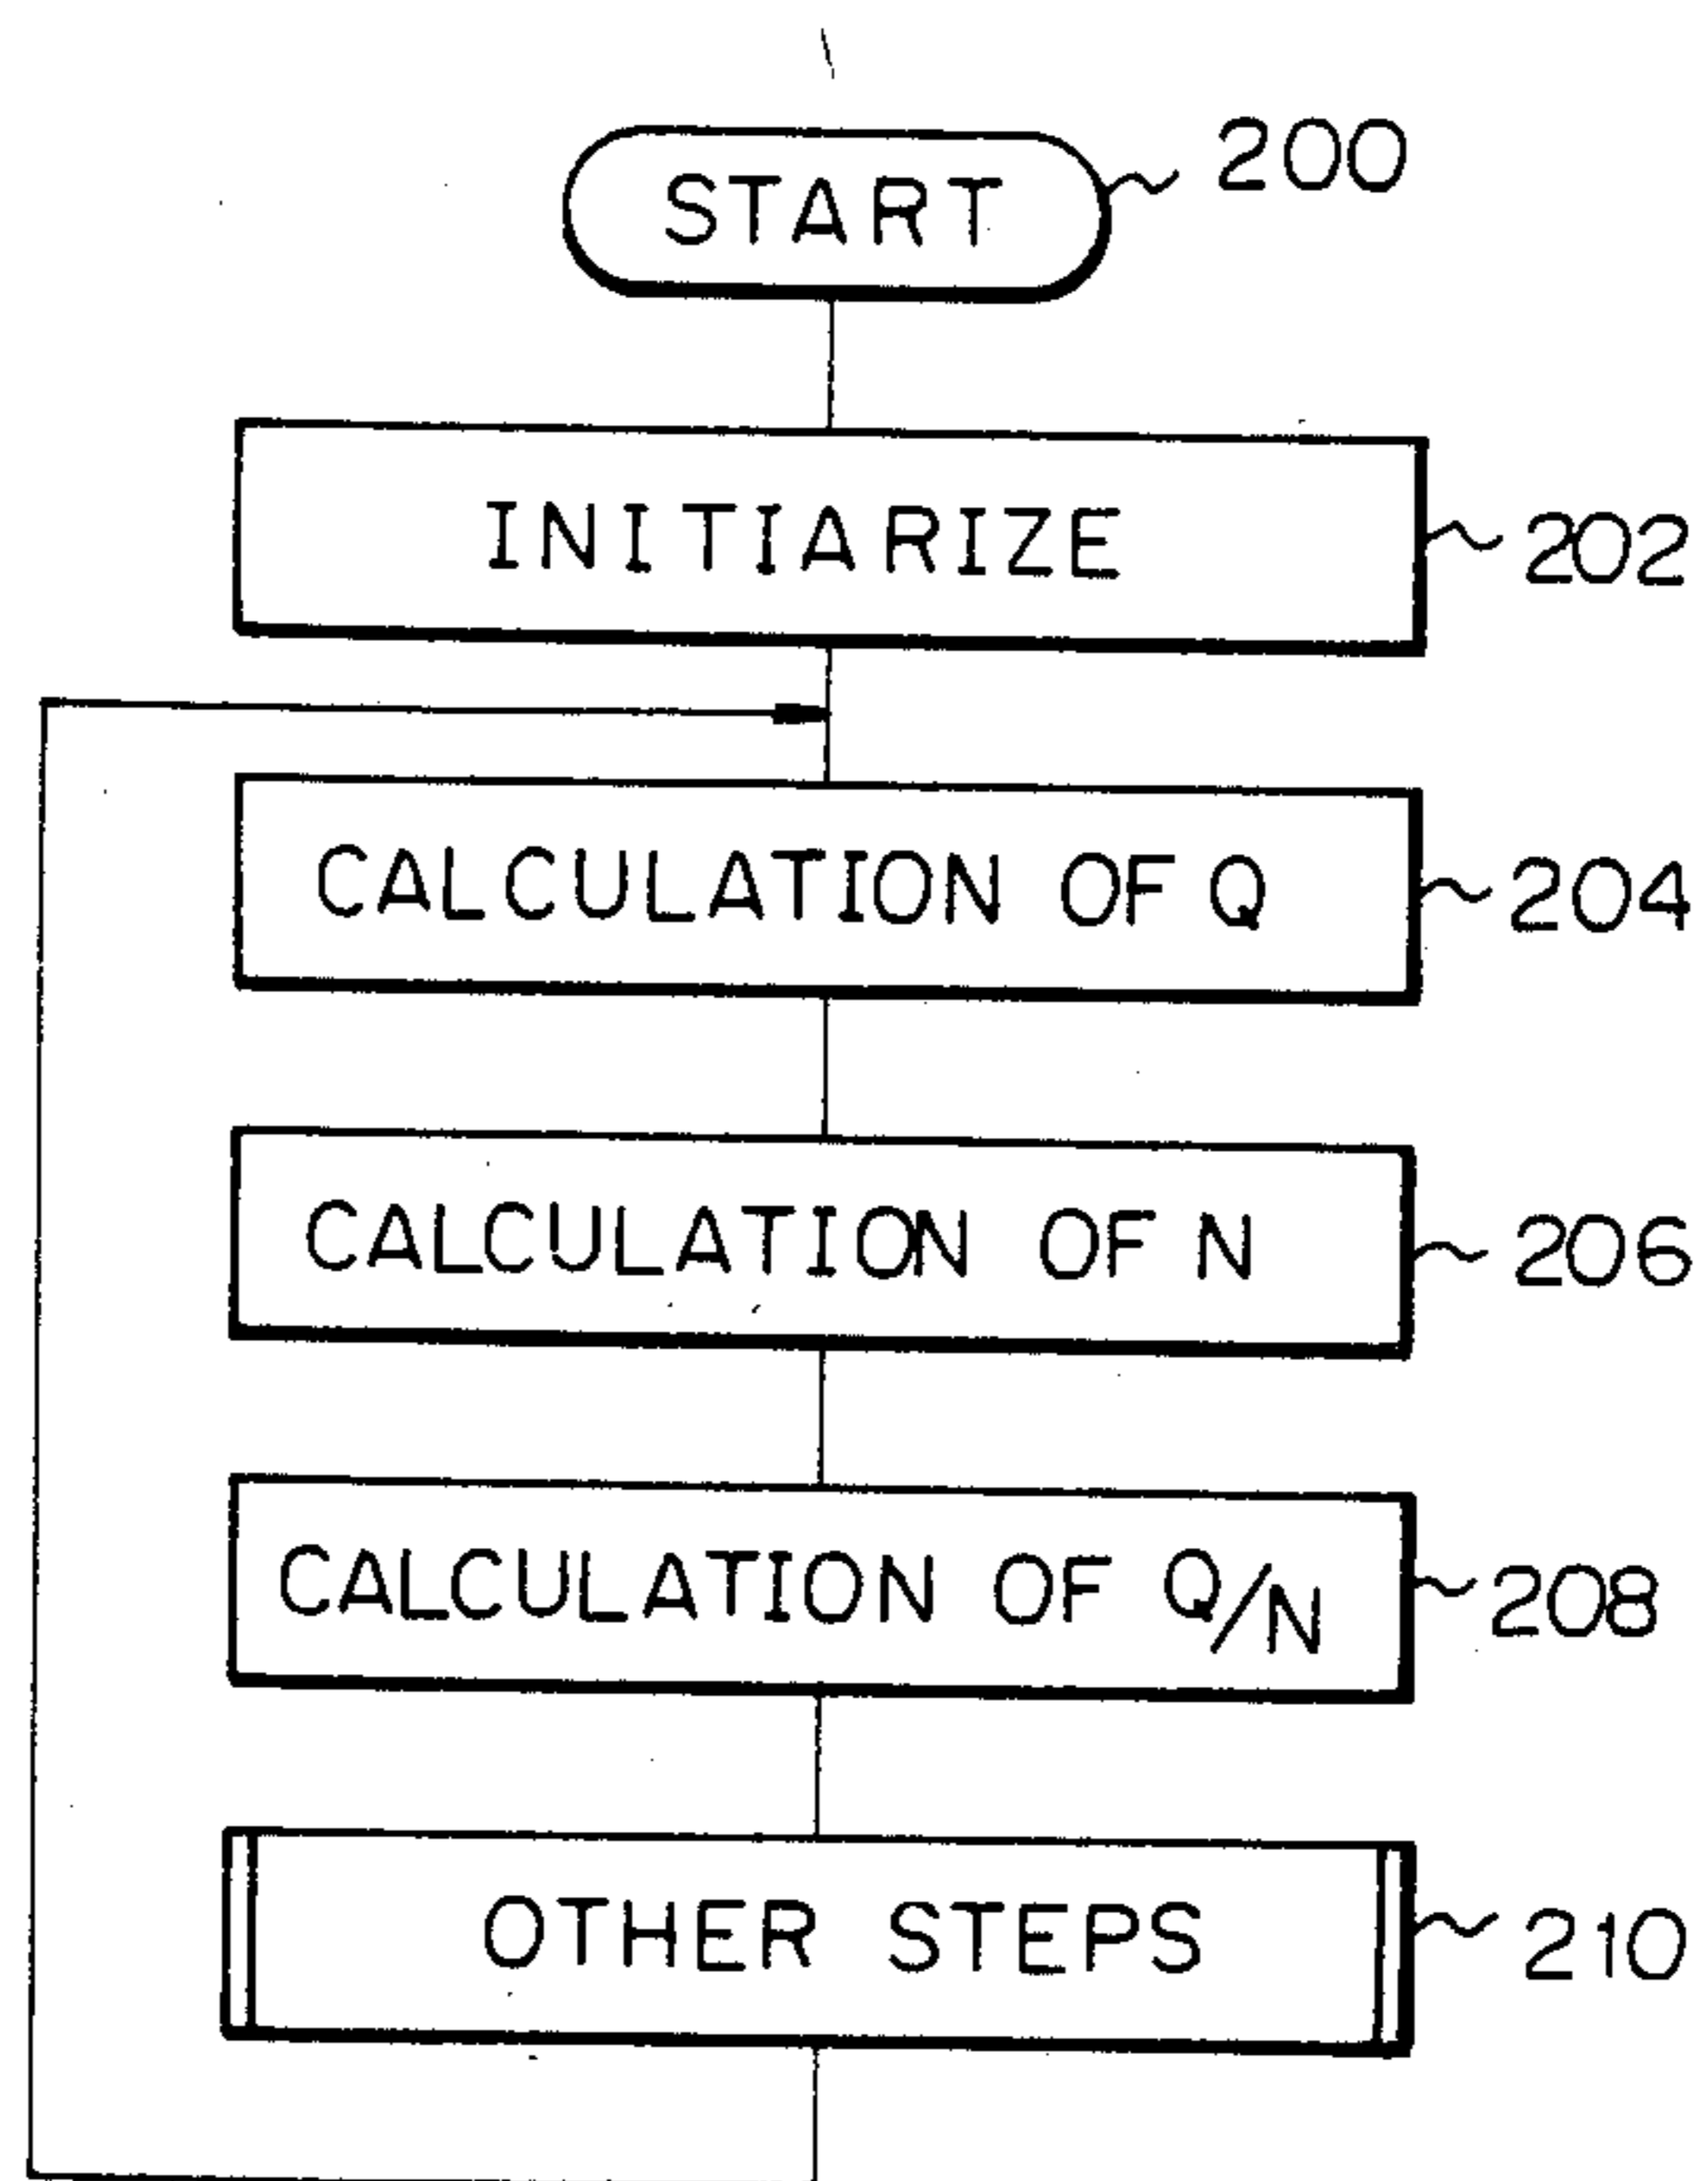 START 200
INITIARIZE 202
CALCULATION OF Q 204
CALCULATION OF N 206
CALCULATION OF Q/N 208
OTHER STEPS 210